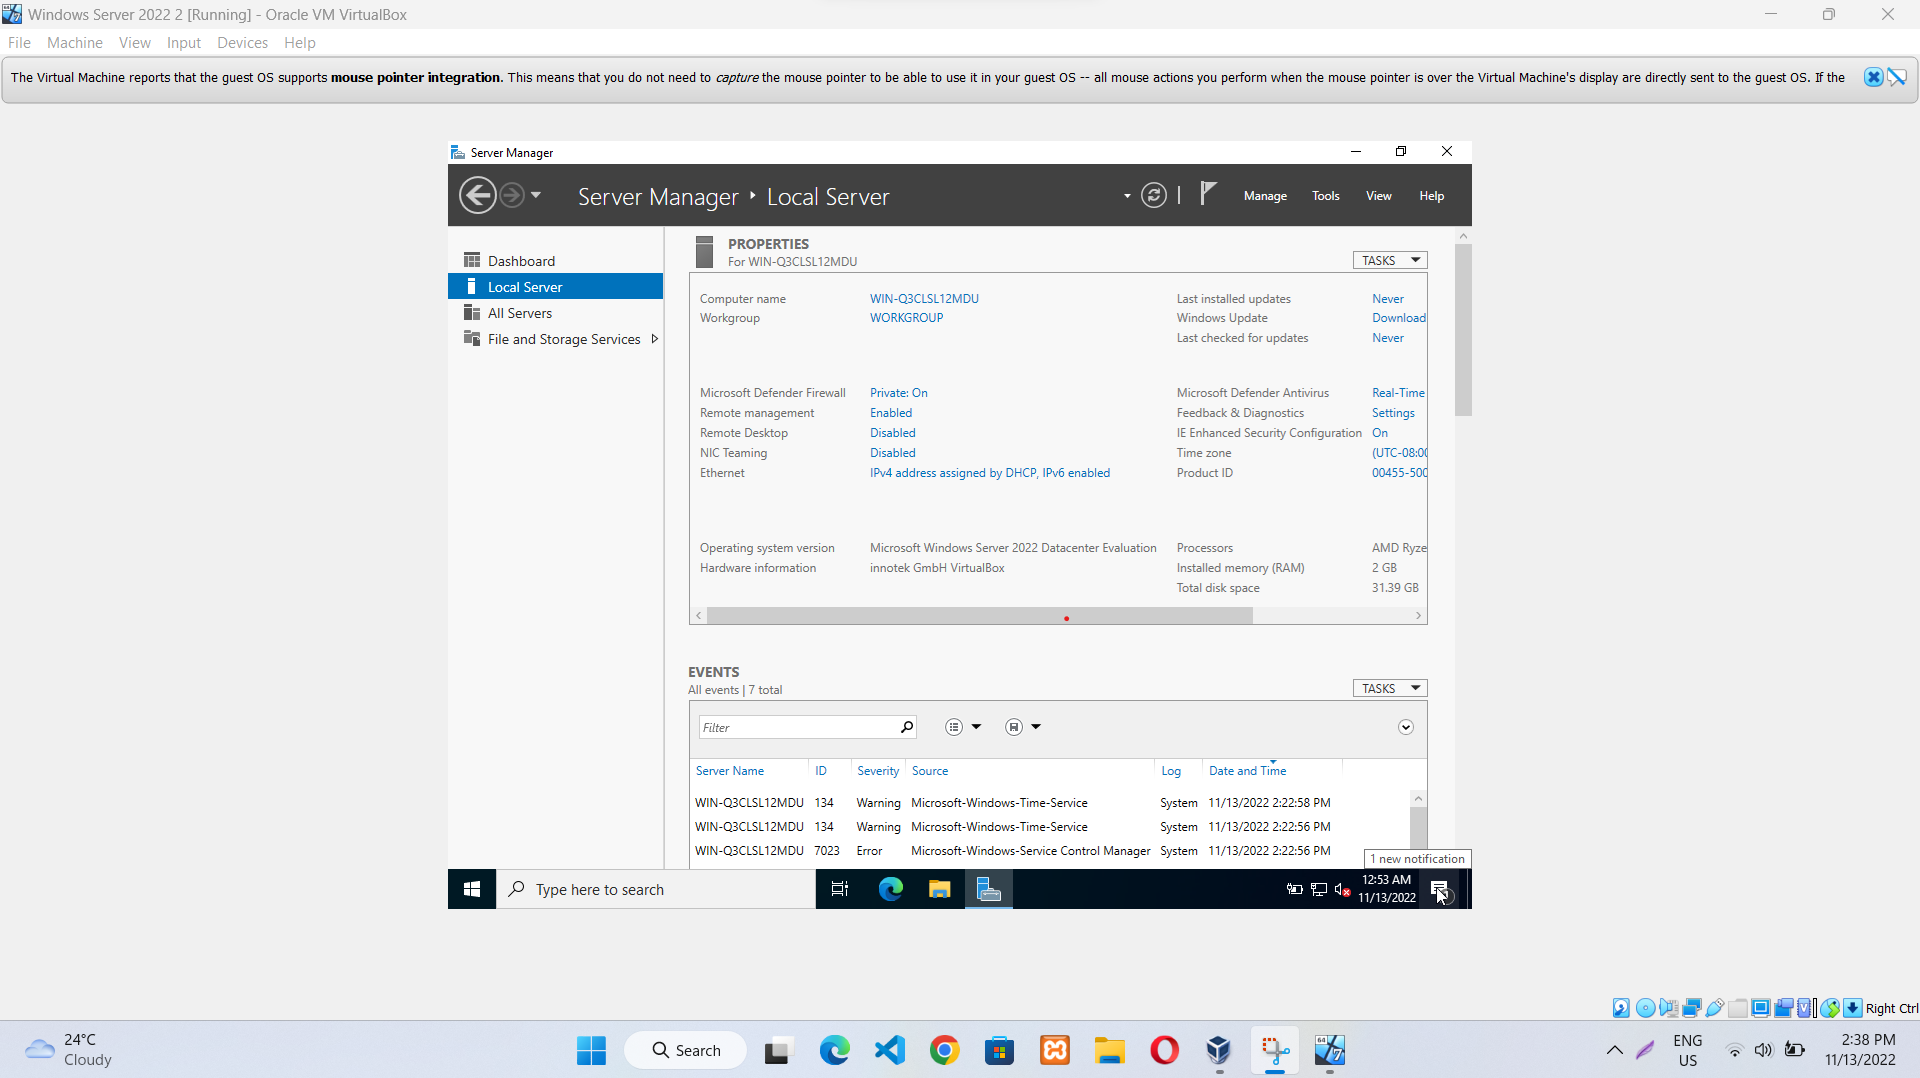 Windows Server 2022 2 [Running] - Oracle VM VirtualBox
File Machine View Input Devices Help
The Virtual Machine reports that the guest OS supports mouse pointer integration. This means that you do not need to capture the mouse pointer to be able to use it in your guest OS -- all mouse actions you perform when the mouse pointer is over the Virtual Machine's display are directly sent to the guest OS. If the
Server Manager
Server Manager Local Server
Manage Tools View Help
Dashboard
Local Server
All Servers
File and Storage Services
PROPERTIES
For WIN-Q3CLSL12MDU
TASKS
Computer name WIN-Q3CLSL12MDU Last installed updates Never
Workgroup WORKGROUP Windows Update Download
Last checked for updates Never
Microsoft Defender Firewall Private: On Microsoft Defender Antivirus Real-Time
Remote management Enabled Feedback & Diagnostics Settings
Remote Desktop Disabled IE Enhanced Security Configuration On
NIC Teaming Disabled Time zone (UTC-08:00
Ethernet IPv4 address assigned by DHCP, IPv6 enabled Product ID 00455-500
Operating system version Microsoft Windows Server 2022 Datacenter Evaluation Processors AMD Ryze
Hardware information innotek GmbH VirtualBox Installed memory (RAM) 2 GB
Total disk space 31.39 GB
EVENTS
All events | 7 total
TASKS
Filter
Server Name ID Severity Source Log Date and Time
WIN-Q3CLSL12MDU 134 Warning Microsoft-Windows-Time-Service System 11/13/2022 2:22:58 PM
WIN-Q3CLSL12MDU 134 Warning Microsoft-Windows-Time-Service System 11/13/2022 2:22:56 PM
WIN-Q3CLSL12MDU 7023 Error Microsoft-Windows-Service Control Manager System 11/13/2022 2:22:56 PM
1 new notification
Type here to search
12:53 AM
11/13/2022
Right Ctrl
24°C
Cloudy
Search
64
ENG
US
2:38 PM
11/13/2022